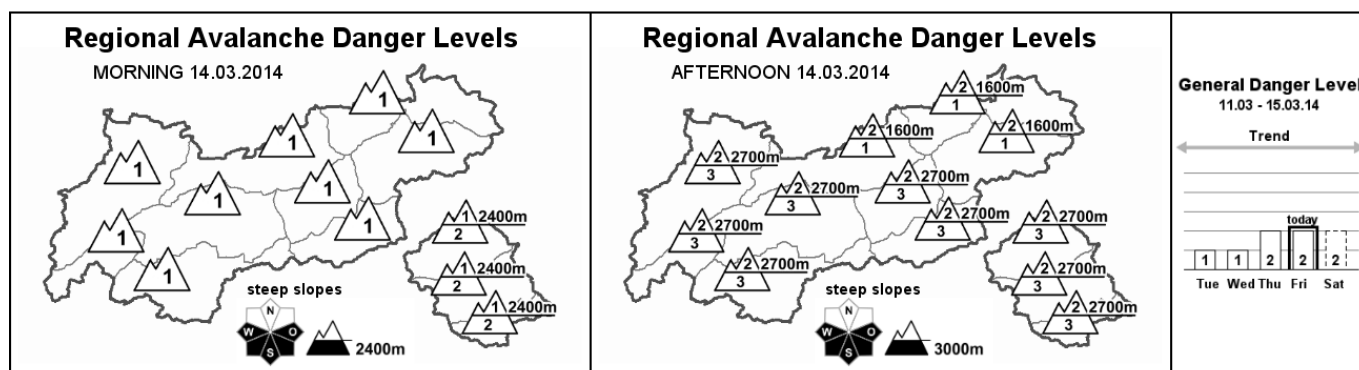 Regional Avalanche Danger Levels
MORNING 14.03.2014
1
1
1
1
1
1
1
1
1
1 2400m
2
1 2400m
2
1 2400m
2
steep slopes
N
W O
S
2400m
Regional Avalanche Danger Levels
AFTERNOON 14.03.2014
2 1600m
1
2 1600m
1
2 1600m
1
2 2700m
3
2 2700m
3
2 2700m
3
2 2700m
3
2 2700m
3
2 2700m
3
2 2700m
3
2 2700m
3
2 2700m
3
steep slopes
N
W O
S
3000m
General Danger Level
11.03 - 15.03.14
Trend
today
1 1 2 2 2
Tue Wed Thu Fri Sat